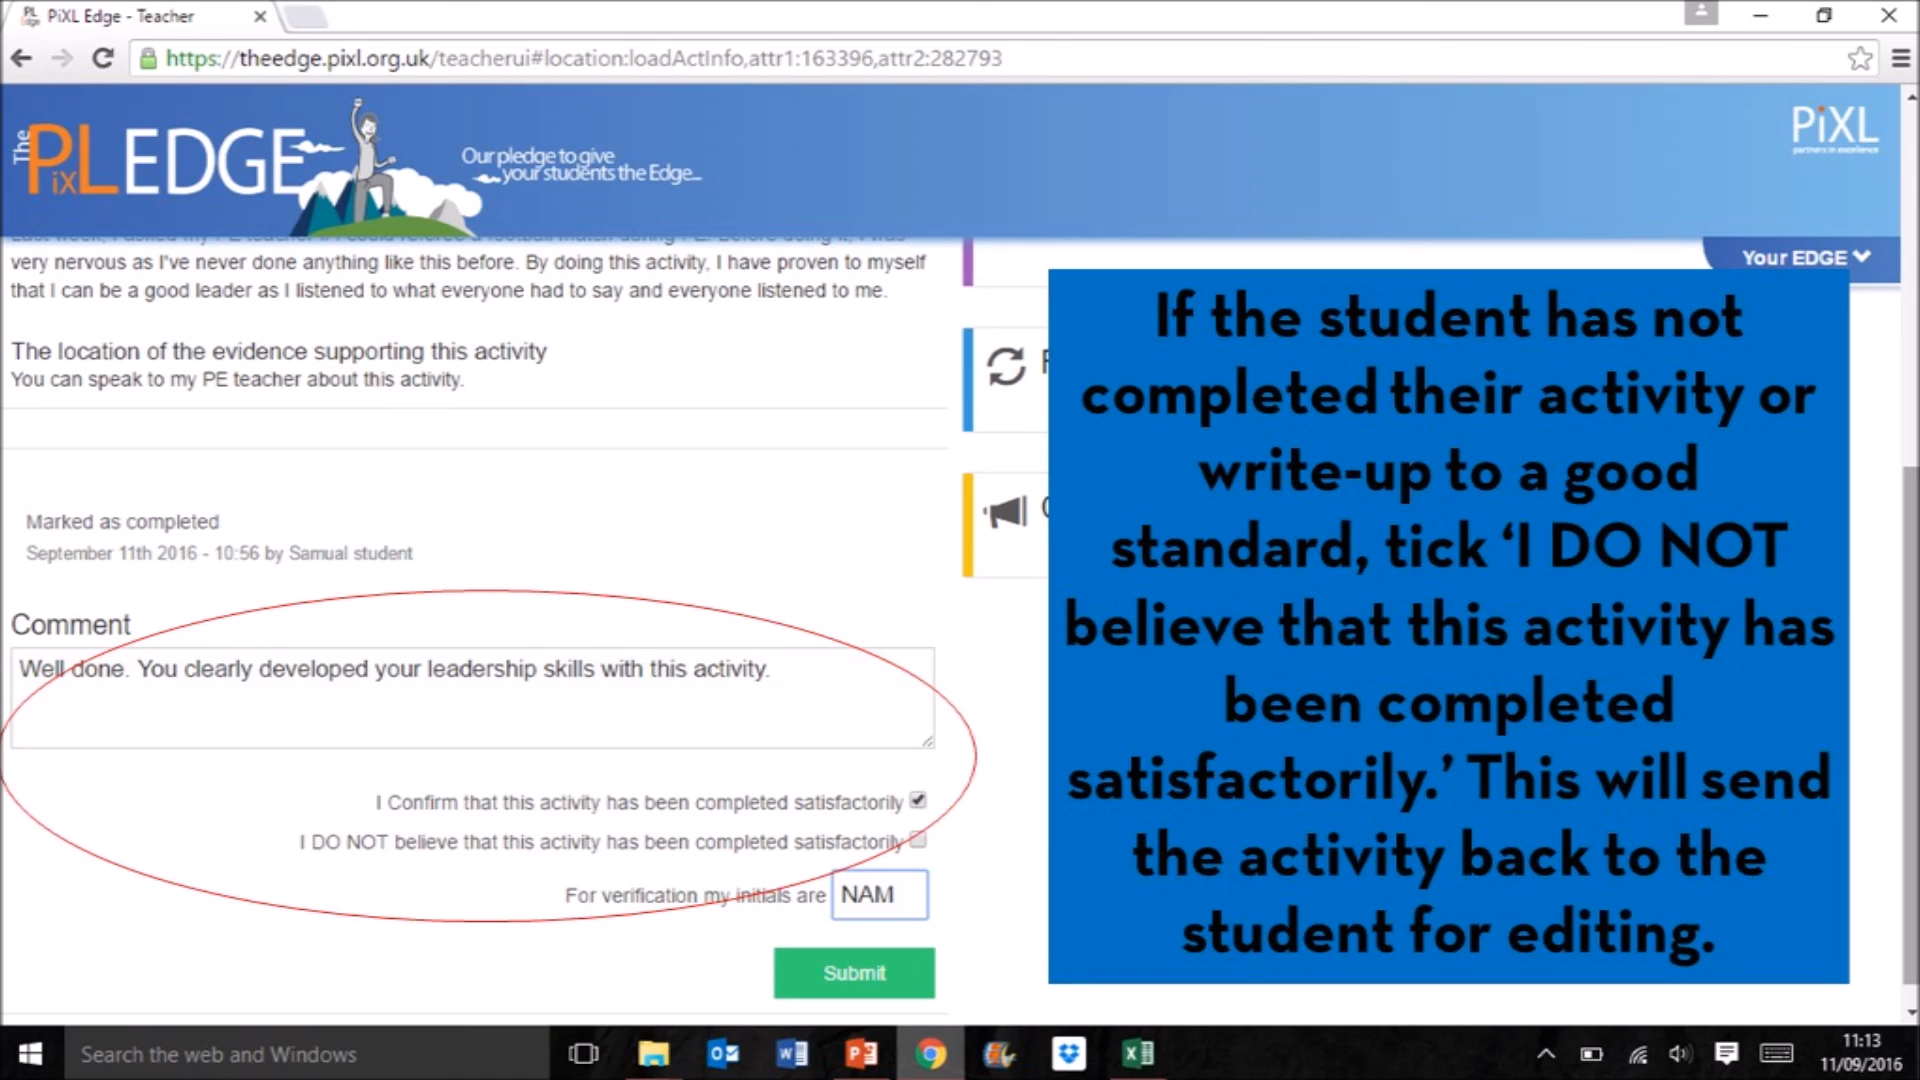 PiXL Edge - Teacher
https://theedge.pixl.org.uk/teacherui#location:loadActInfo,attr1:163396,attr2:282793
The PiXL EDGE
Our pledge to give
your students the Edge...
PiXL
partners in excellence
Your EDGE
very nervous as I've never done anything like this before. By doing this activity, I have proven to myself
that I can be a good leader as I listened to what everyone had to say and everyone listened to me.
The location of the evidence supporting this activity
You can speak to my PE teacher about this activity.
Marked as completed
September 11th 2016 - 10:56 by Samual student
Comment
Well done. You clearly developed your leadership skills with this activity.
I Confirm that this activity has been completed satisfactorily
I DO NOT believe that this activity has been completed satisfactorily
For verification my initials are NAM
Submit
If the student has not
completed their activity or
write-up to a good
standard, tick ‘I DO NOT
believe that this activity has
been completed
satisfactorily.’ This will send
the activity back to the
student for editing.
Search the web and Windows
11:13
11/09/2016